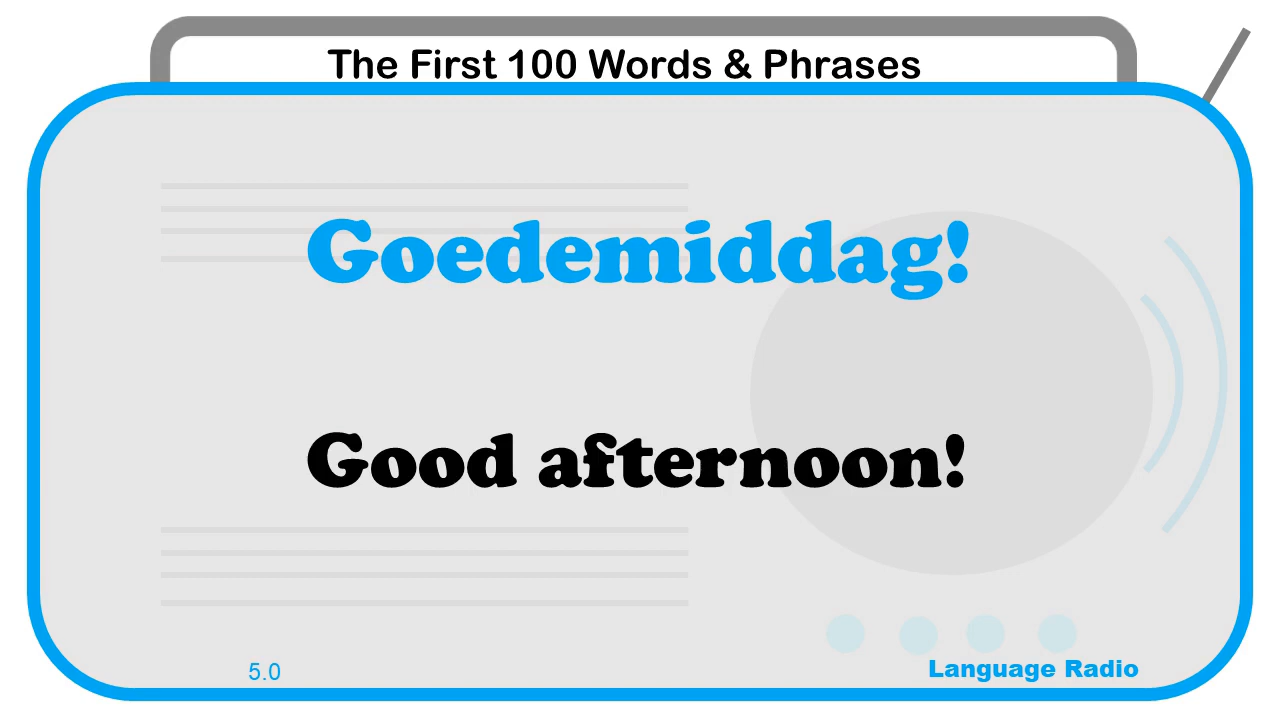 The First 100 Words & Phrases
Goedemiddag!
Good afternoon!
5.0
Language Radio